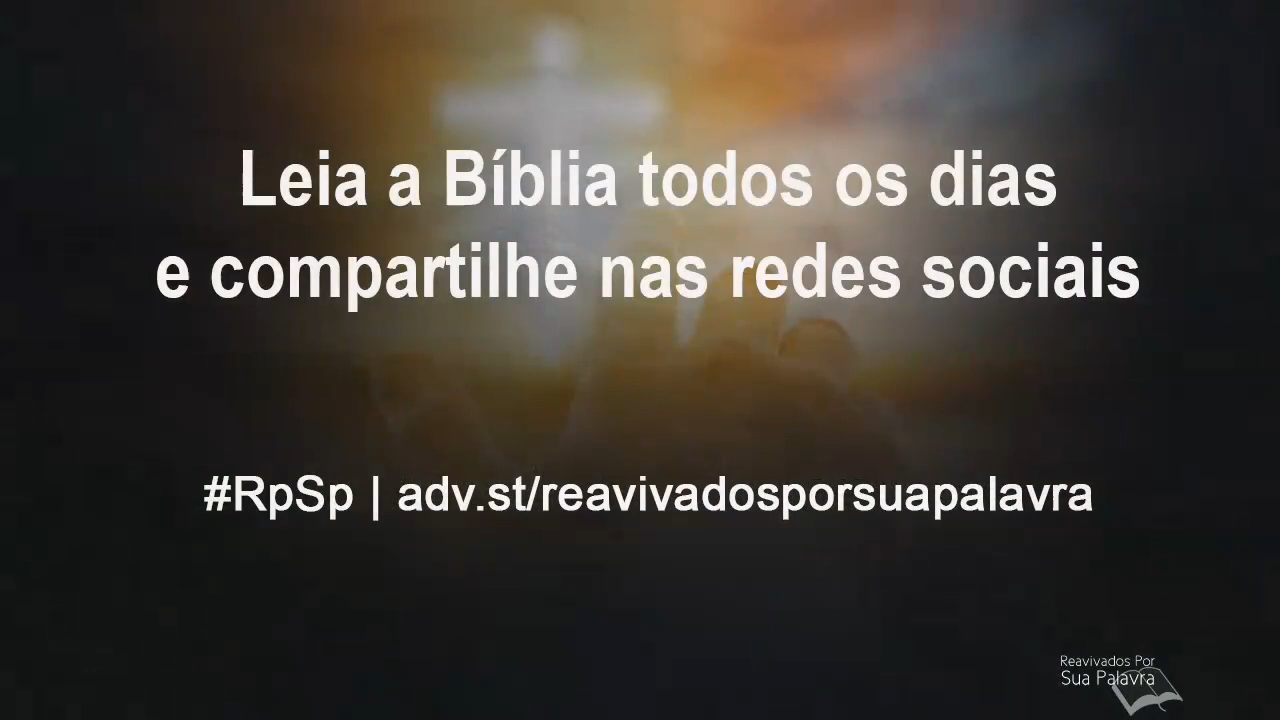 Leia a Bíblia todos os dias
e compartilhe nas redes sociais
#RpSp | adv.st/reavivadosporsuapalavra
Reavivados Por
Sua Palavra